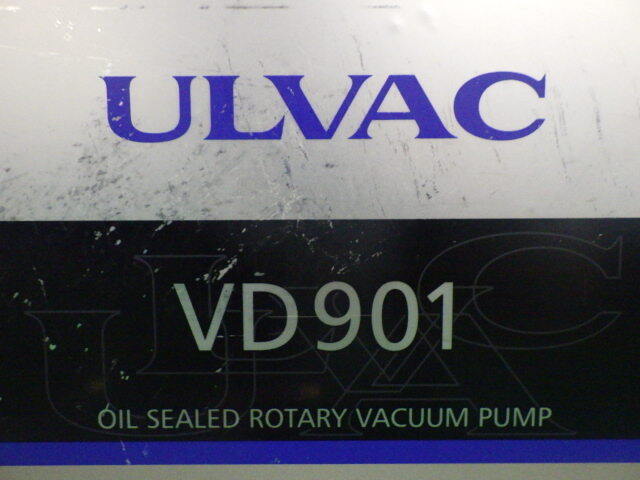 ULVAC
VD901
OIL SEALED ROTARY VACUUM PUMP